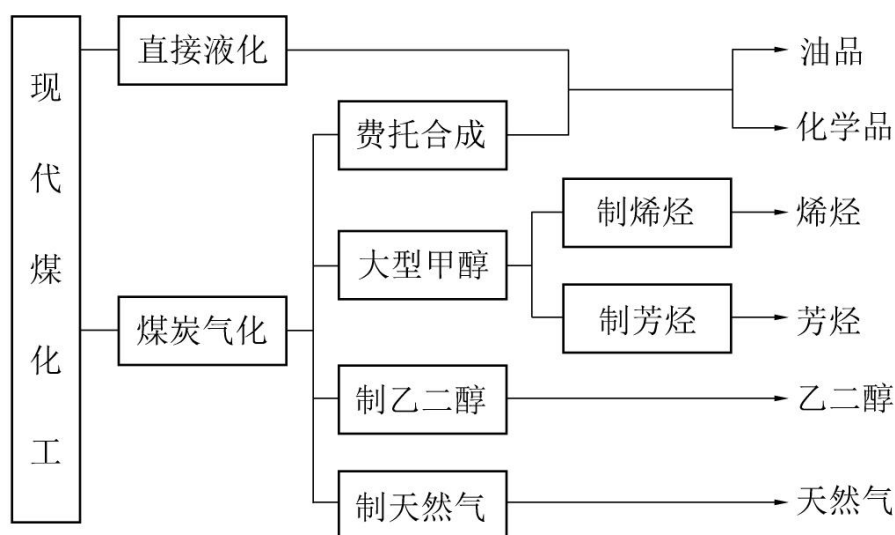 现代煤化工
直接液化
油品
费托合成
化学品
制烯烃
烯烃
大型甲醇
煤炭气化
制芳烃
芳烃
制乙二醇
乙二醇
制天然气
天然气